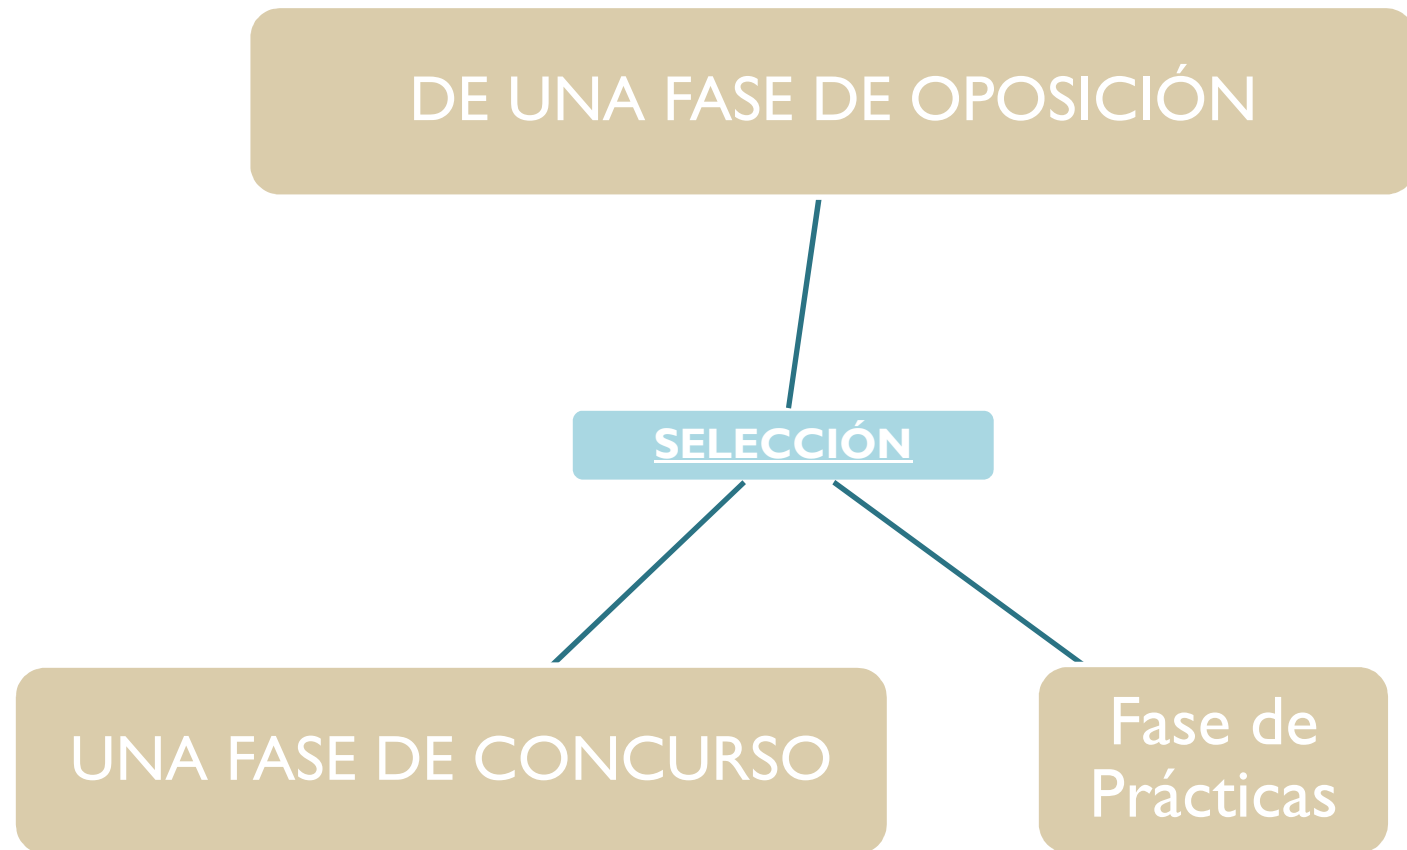 DE UNA FASE DE OPOSICIÓN
SELECCIÓN
UNA FASE DE CONCURSO
Fase de
Prácticas